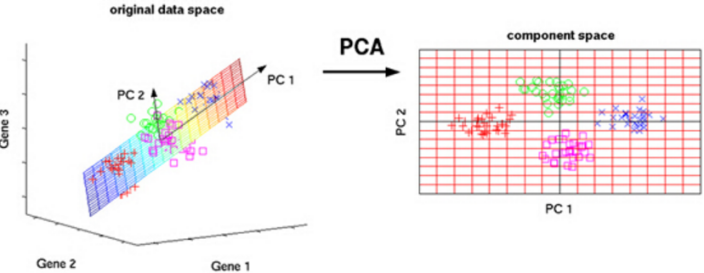 original data space
component space
PCA
PC 1
PC 2
Gene 3
PC 2
PC 1
Gene 2
Gene 1